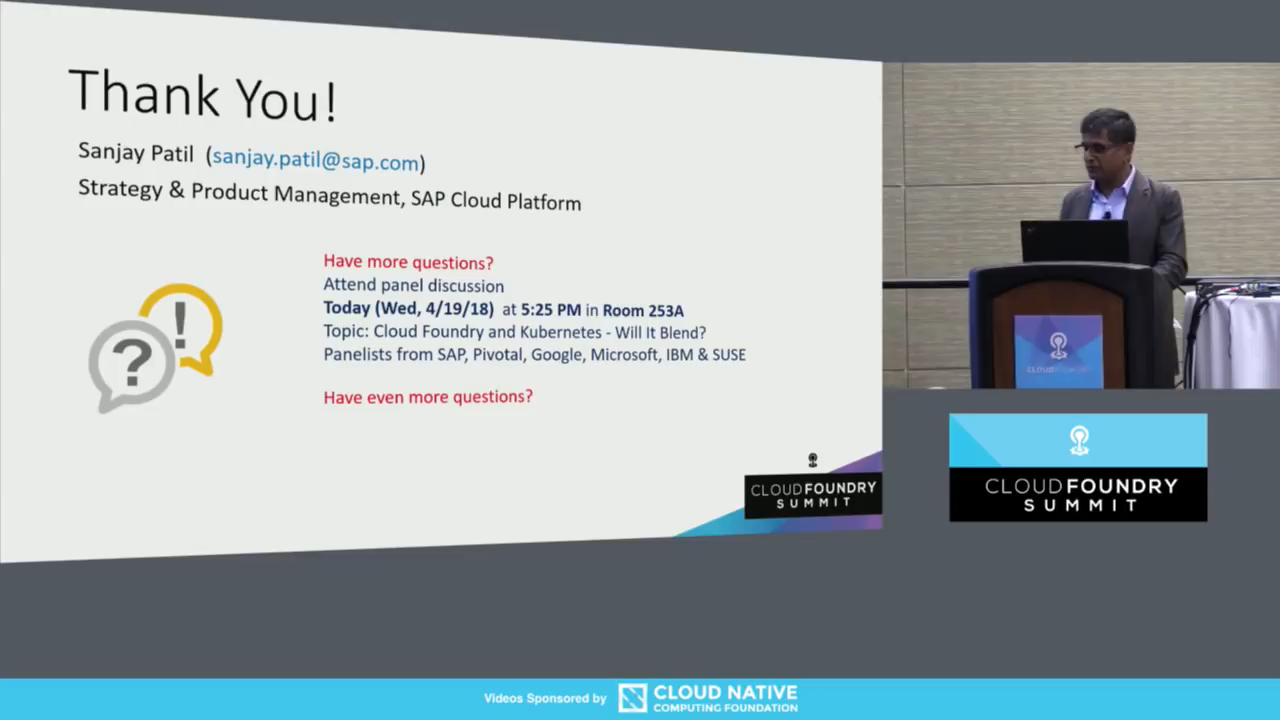 Thank You!
Sanjay Patil (sanjay.patil@sap.com)
Strategy & Product Management, SAP Cloud Platform
Have more questions?
Attend panel discussion
Today (Wed, 4/19/18) at 5:25 PM in Room 253A
Topic: Cloud Foundry and Kubernetes - Will It Blend?
Panelists from SAP, Pivotal, Google, Microsoft, IBM & SUSE
Have even more questions?
CLOUDFOUNDRY
SUMMIT
CLOUDFOUNDRY
SUMMIT
Videos Sponsored by
CLOUD NATIVE
COMPUTING FOUNDATION